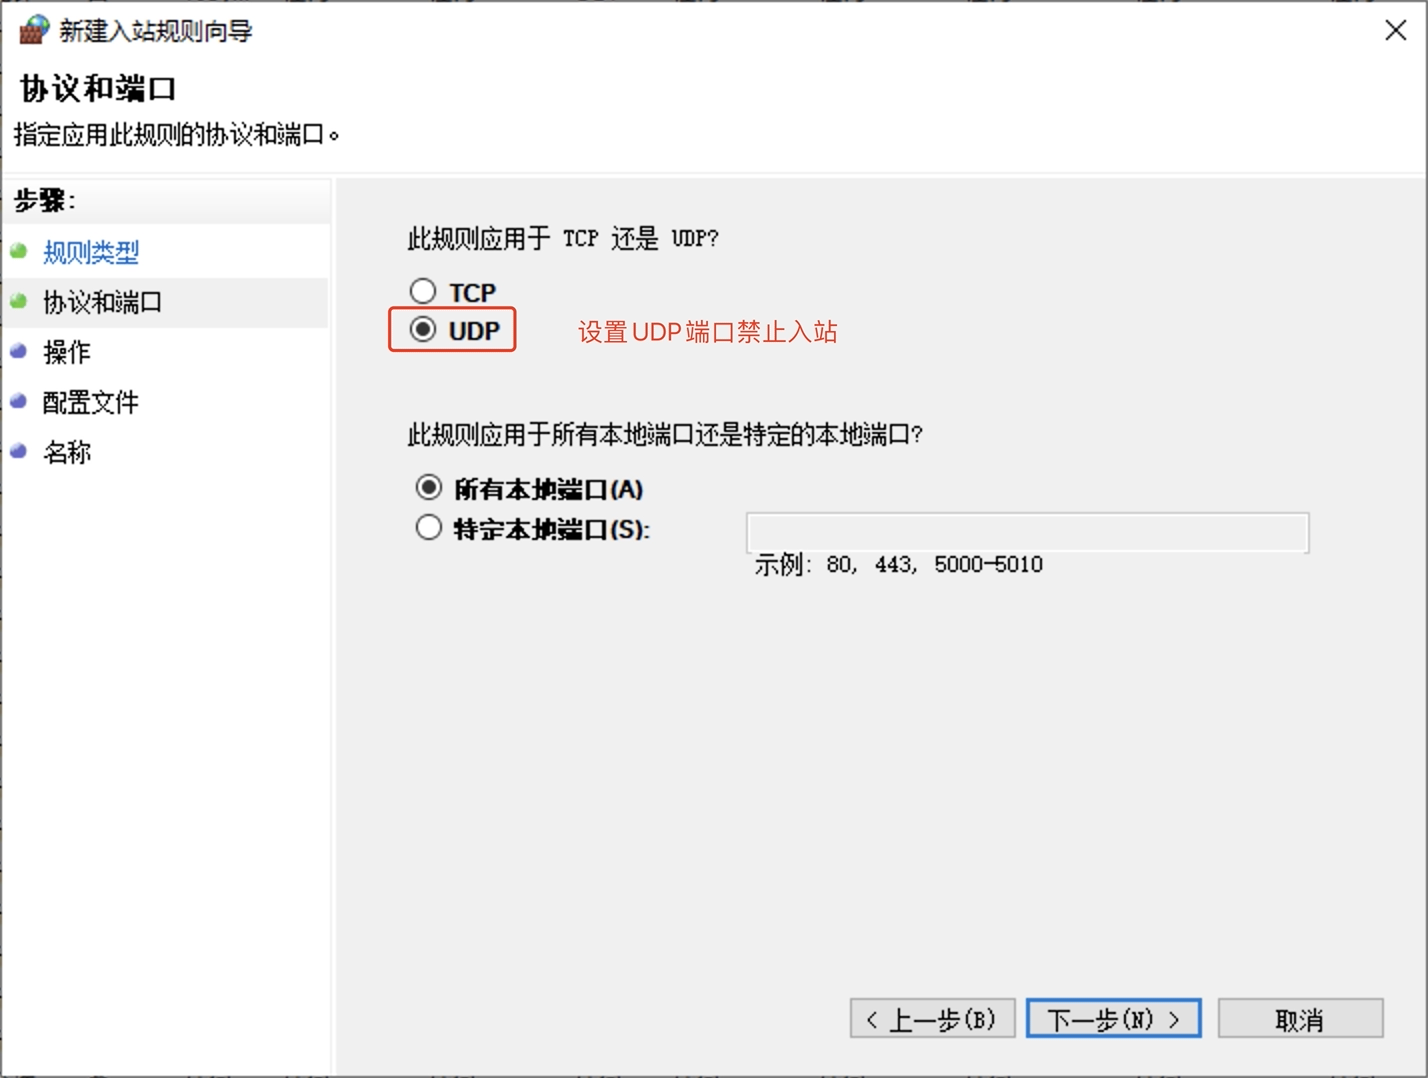 新建入站规则向导
协议和端口
指定应用此规则的协议和端口。
步骤:
规则类型
协议和端口
操作
配置文件
名称
此规则应用于 TCP 还是 UDP?
TCP
UDP
设置UDP端口禁止入站
此规则应用于所有本地端口还是特定的本地端口?
所有本地端口(A)
特定本地端口(S):
示例: 80, 443, 5000-5010
< 上一步(B)
下一步(N) >
取消